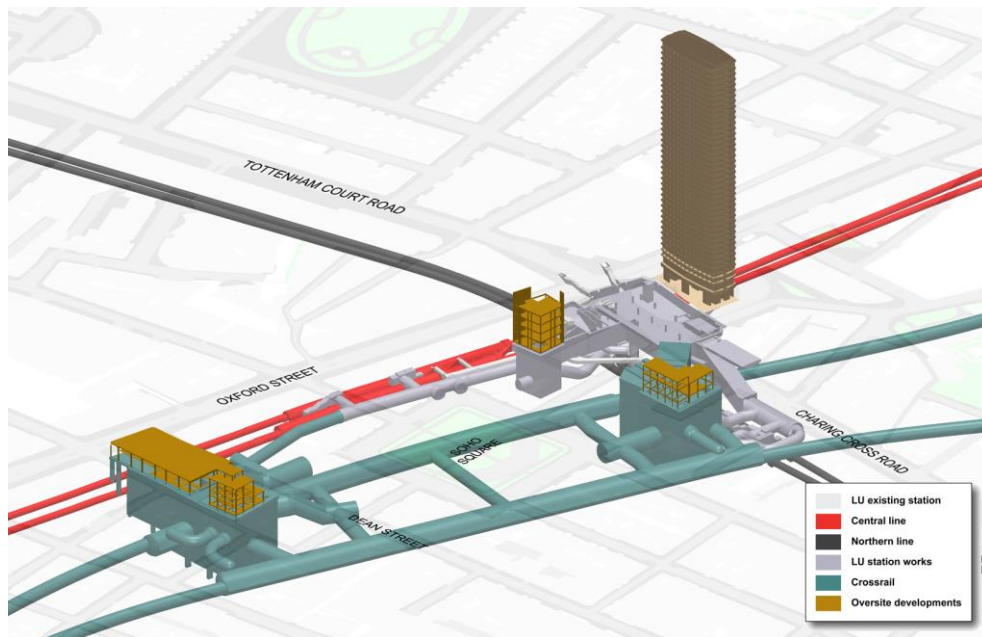 TOTTENHAM COURT ROAD
OXFORD STREET
SOHO
SQUARE
CHARING CROSS ROAD
DEAN STREET
LU existing station
Central line
Northern line
LU station works
Crossrail
Oversite developments